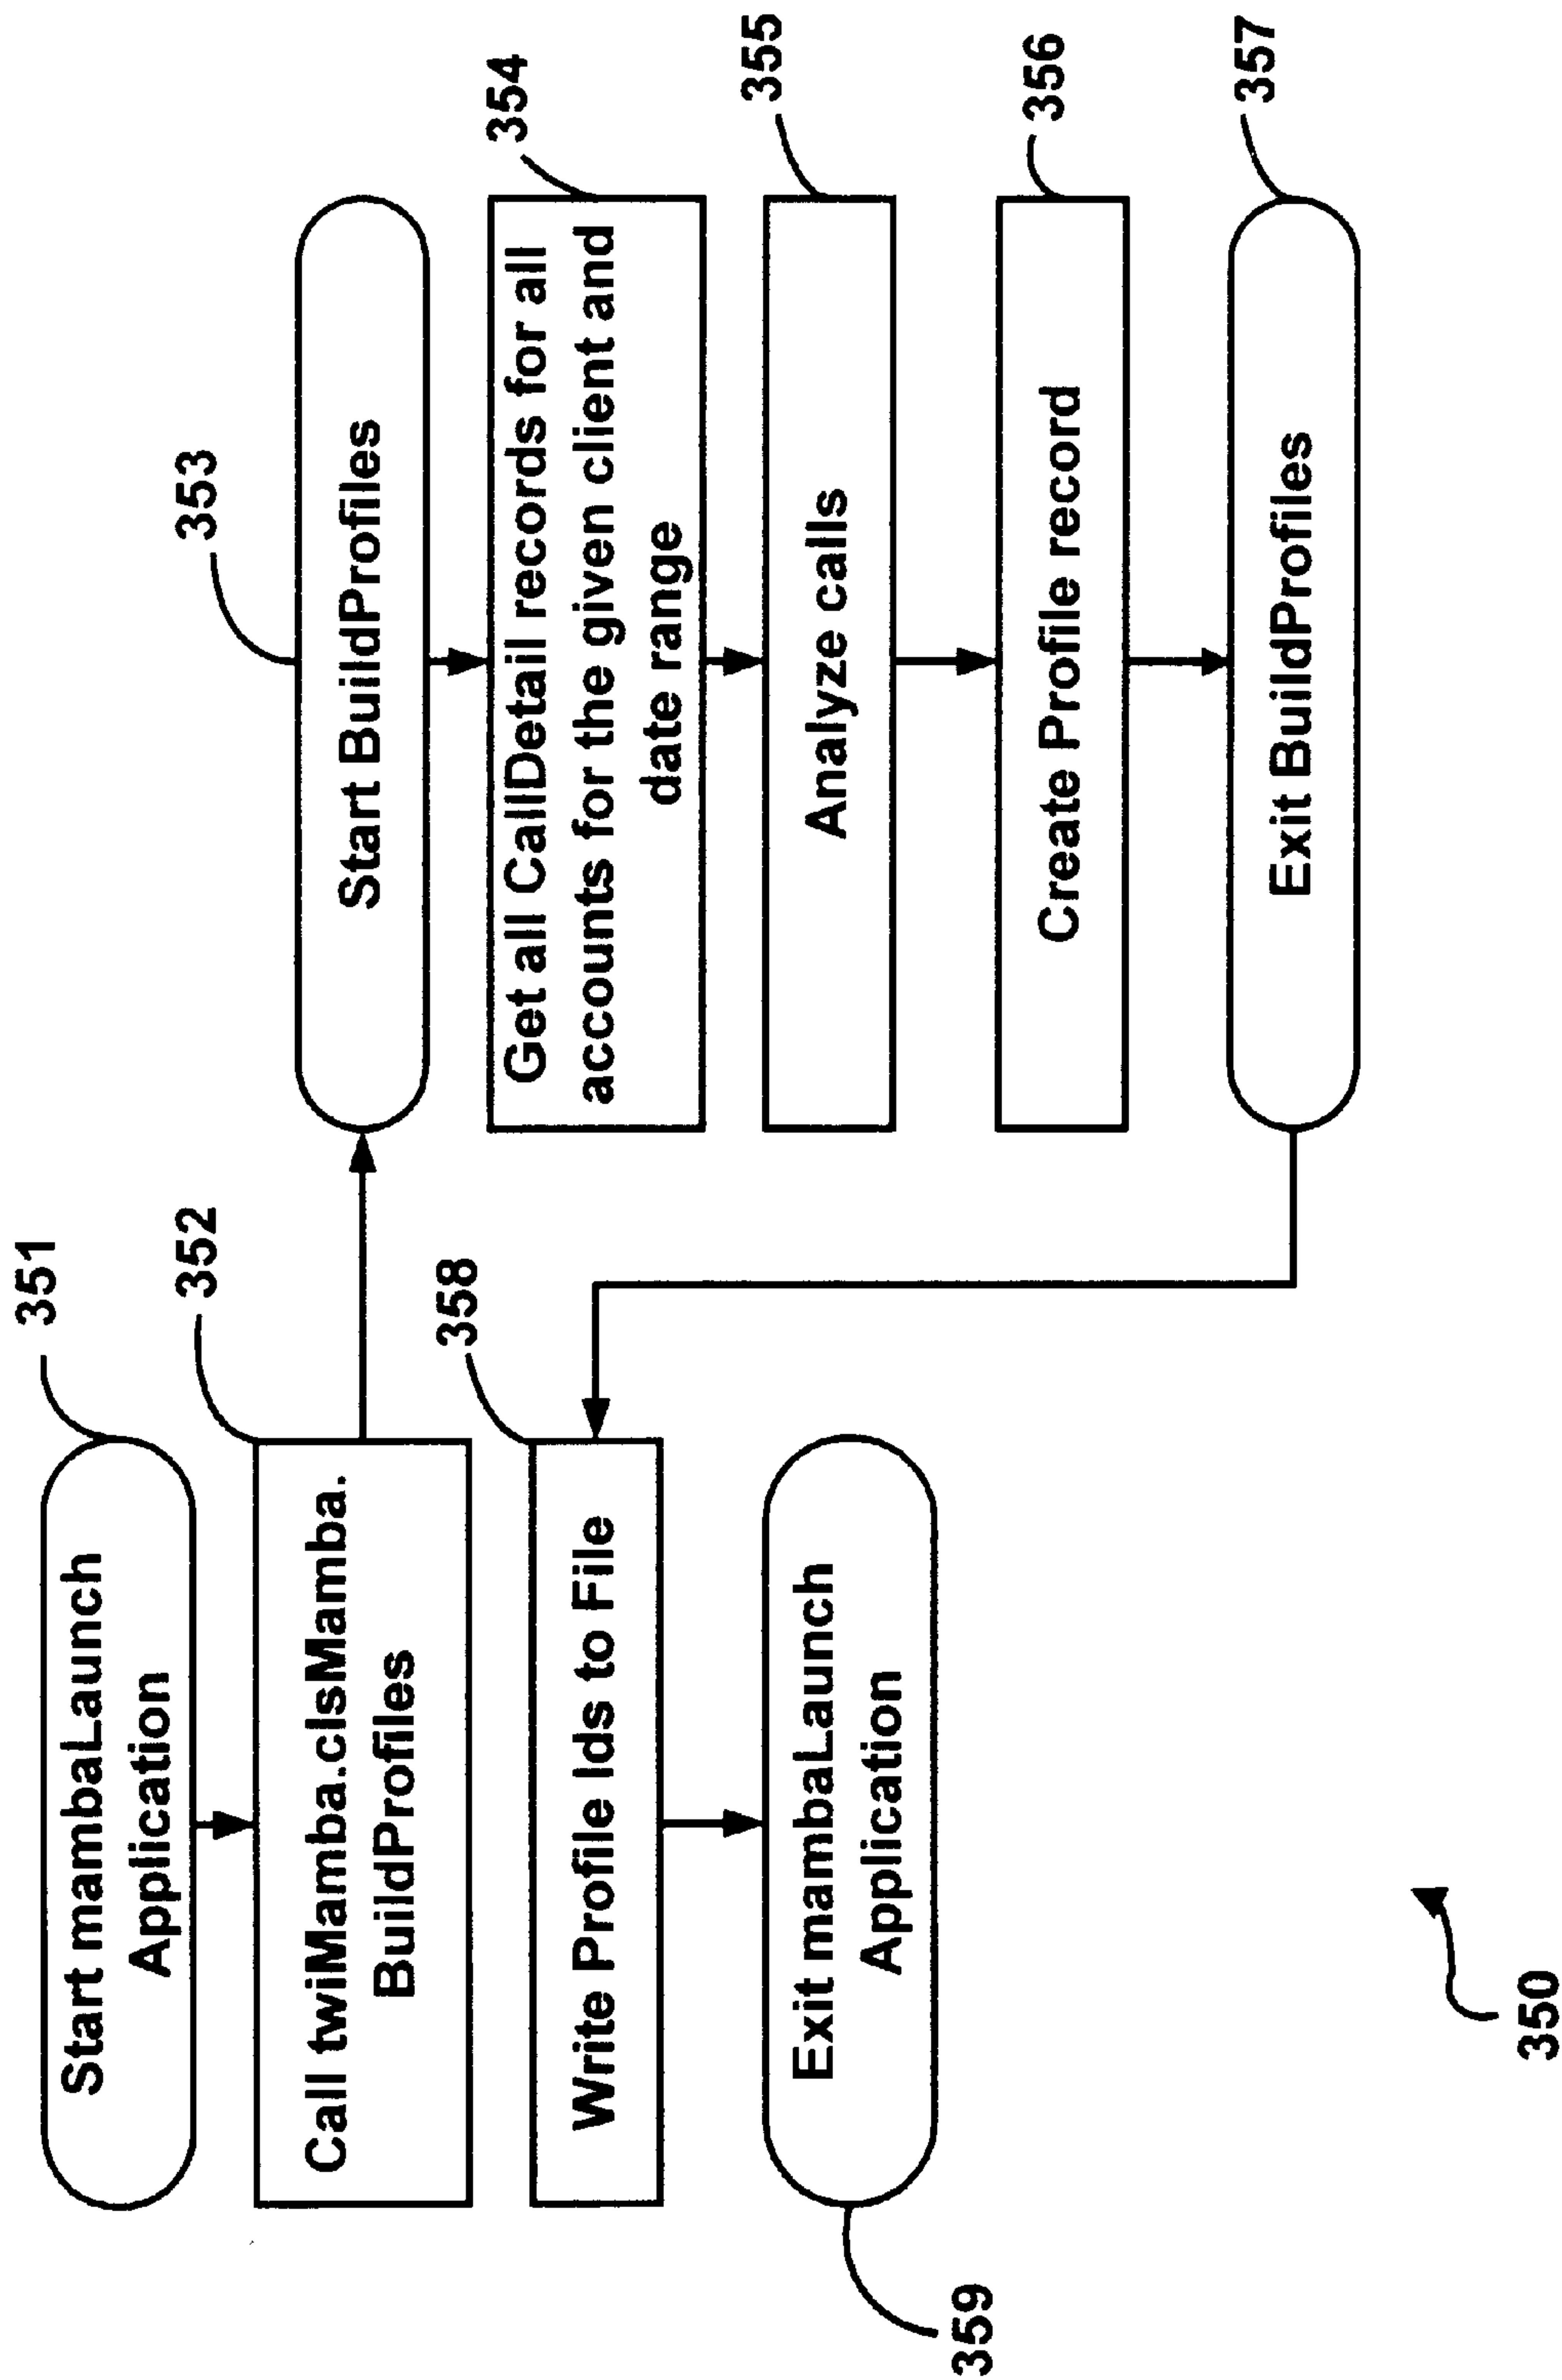 351
Start mambaLaunch
Application
352
Call twiMamba.clsMamba.
BuildProfiles
353
Start BuildProfiles
354
Get all CallDetail records for all
accounts for the given client and
date range
355
Analyze calls
356
Create Profile record
357
Exit BuildProfiles
358
Write Profile Ids to File
359
Exit mambaLaunch
Application
350